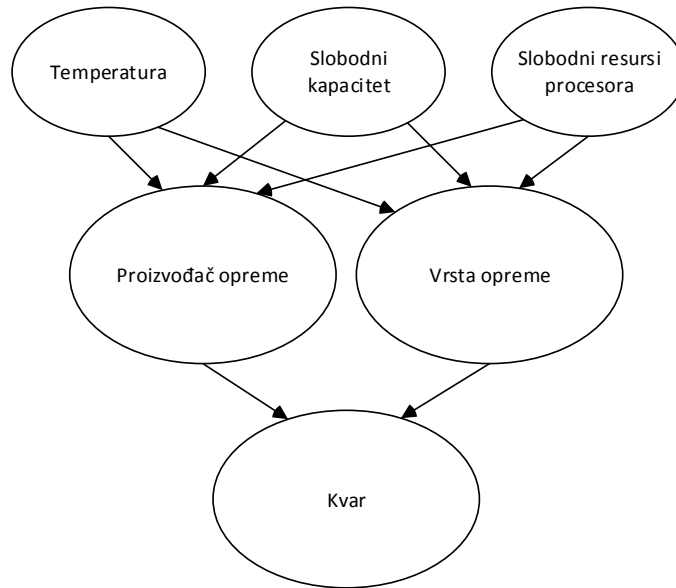 Temperatura
Slobodni
kapacitet
Slobodni resursi
procesora
Proizvođač opreme
Vrsta opreme
Kvar